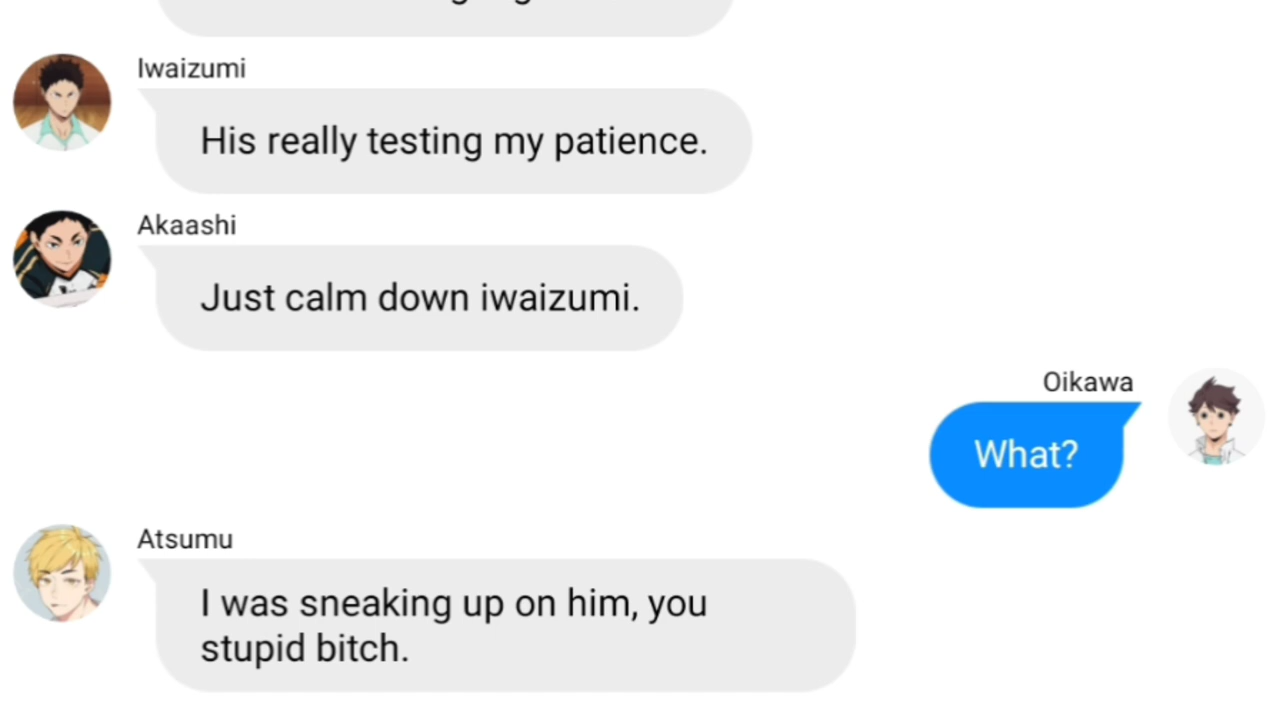 Iwaizumi
His really testing my patience.
Akaashi
Just calm down iwaizumi.
Oikawa
What?
Atsumu
I was sneaking up on him, you
stupid bitch.